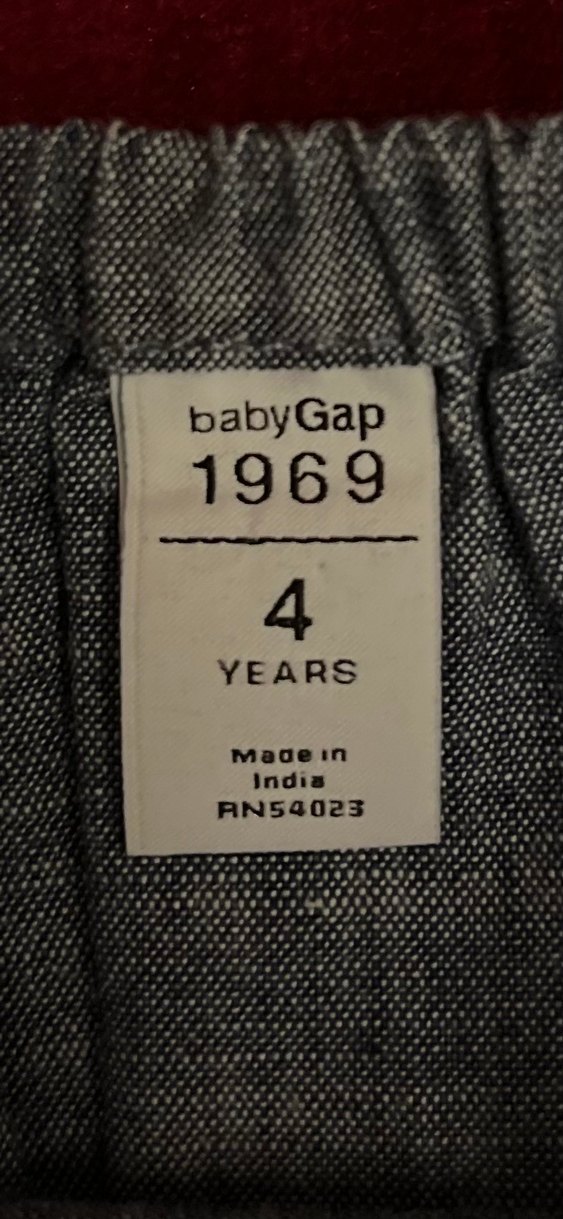 babyGap
1969
4
YEARS
Made in
India
RN54023